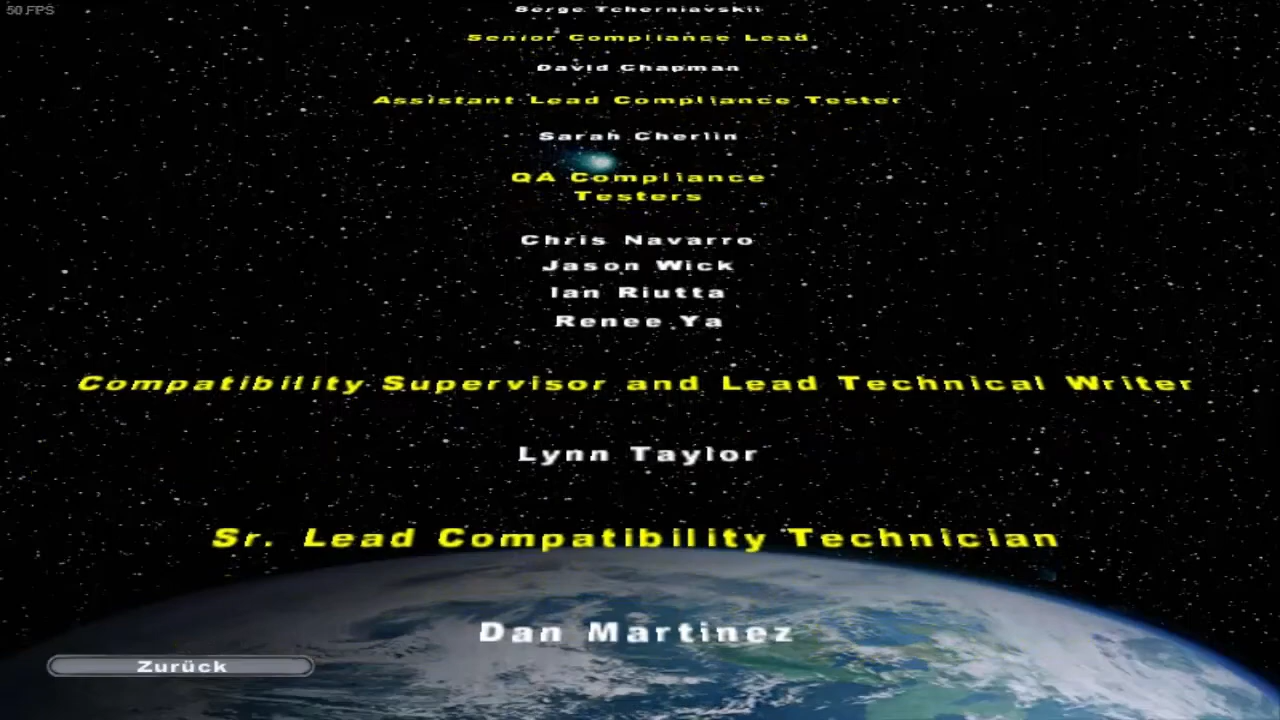 50 FPS
Serge Tcherniavskii
Senior Compliance Lead
David Chapman
Assistant Lead Compliance Tester
Sarah Cherlin
QA Compliance
Testers
Chris Navarro
Jason Wick
Ian Riutta
Renee Ya
Compatibility Supervisor and Lead Technical Writer
Lynn Taylor
Sr. Lead Compatibility Technician
Dan Martinez
Zurück